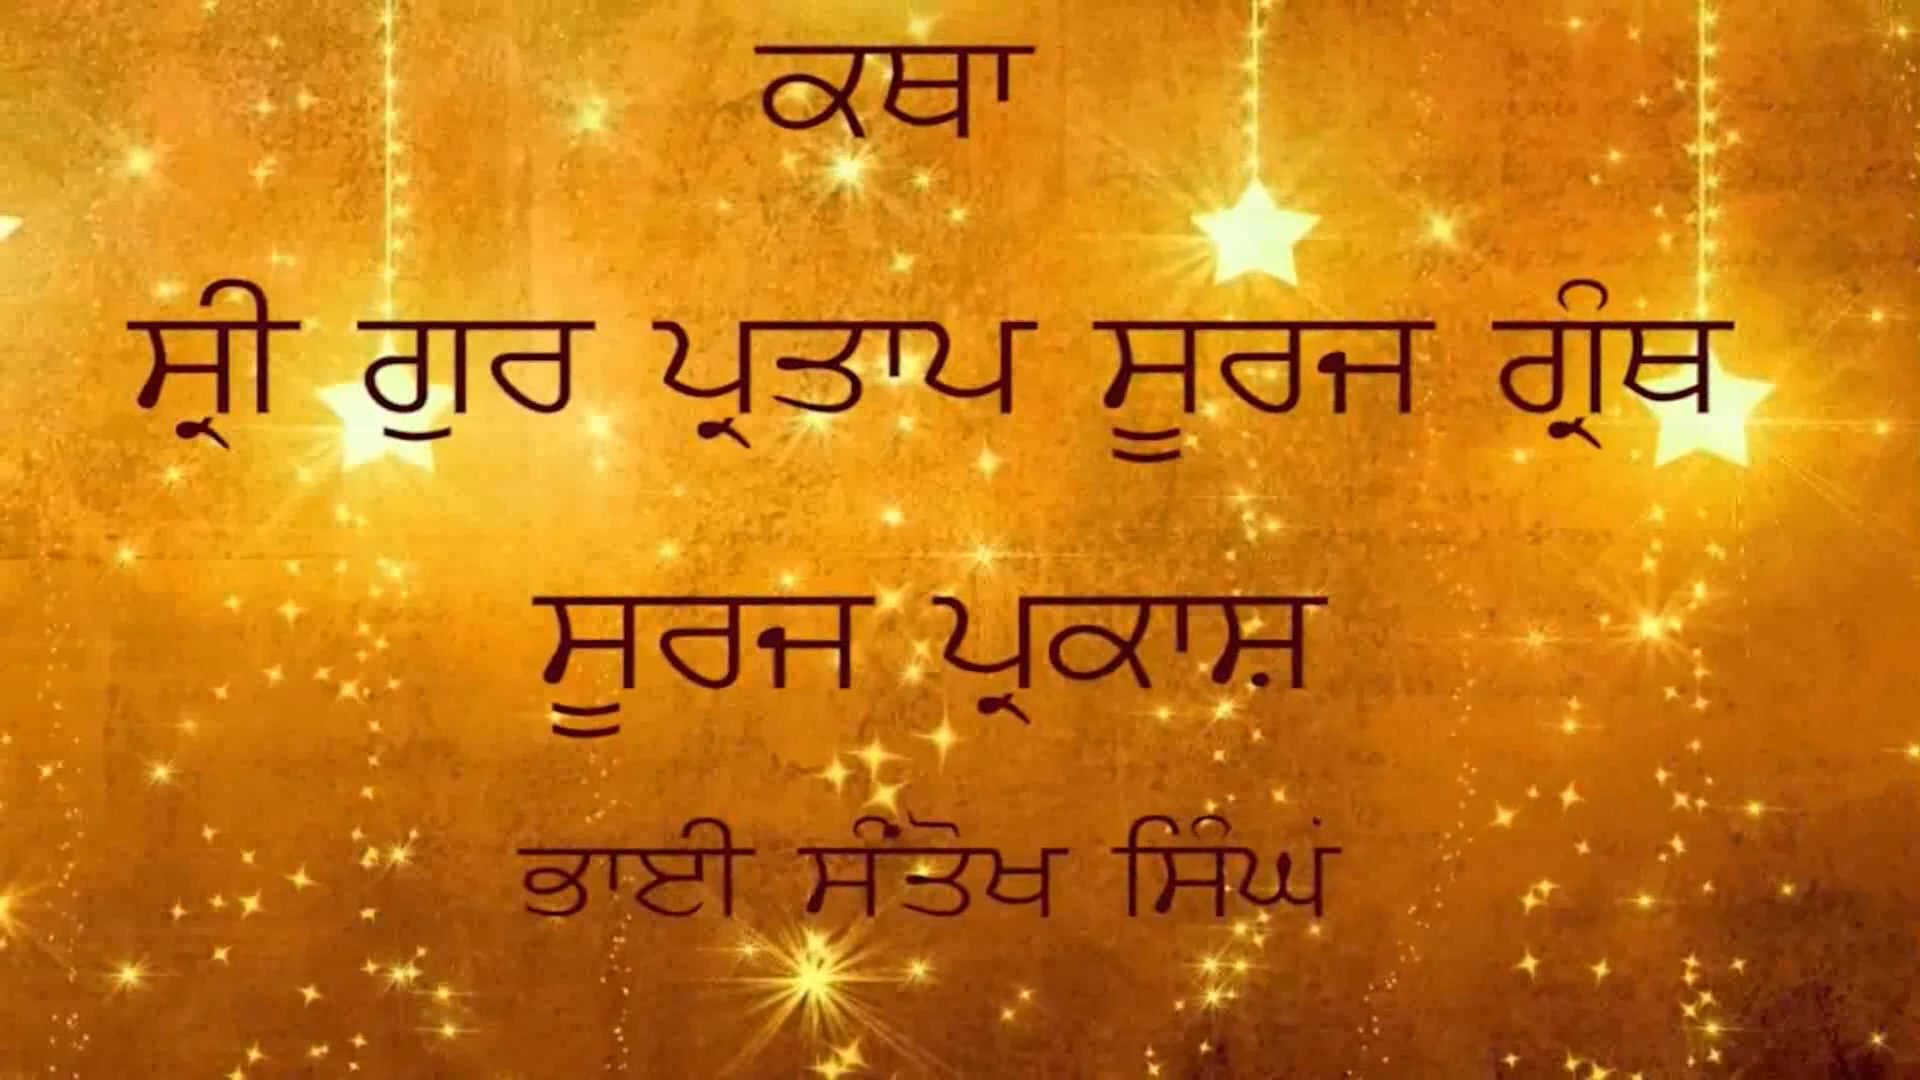 ਕਥਾ
ਸ੍ਰੀ ਗੁਰ ਪ੍ਰਤਾਪ ਸੂਰਜ ਗ੍ਰੰਥ
ਸੂਰਜ ਪ੍ਰਕਾਸ਼
ਭਾਈ ਸੰਤੋਖ ਸਿੰਘਂ